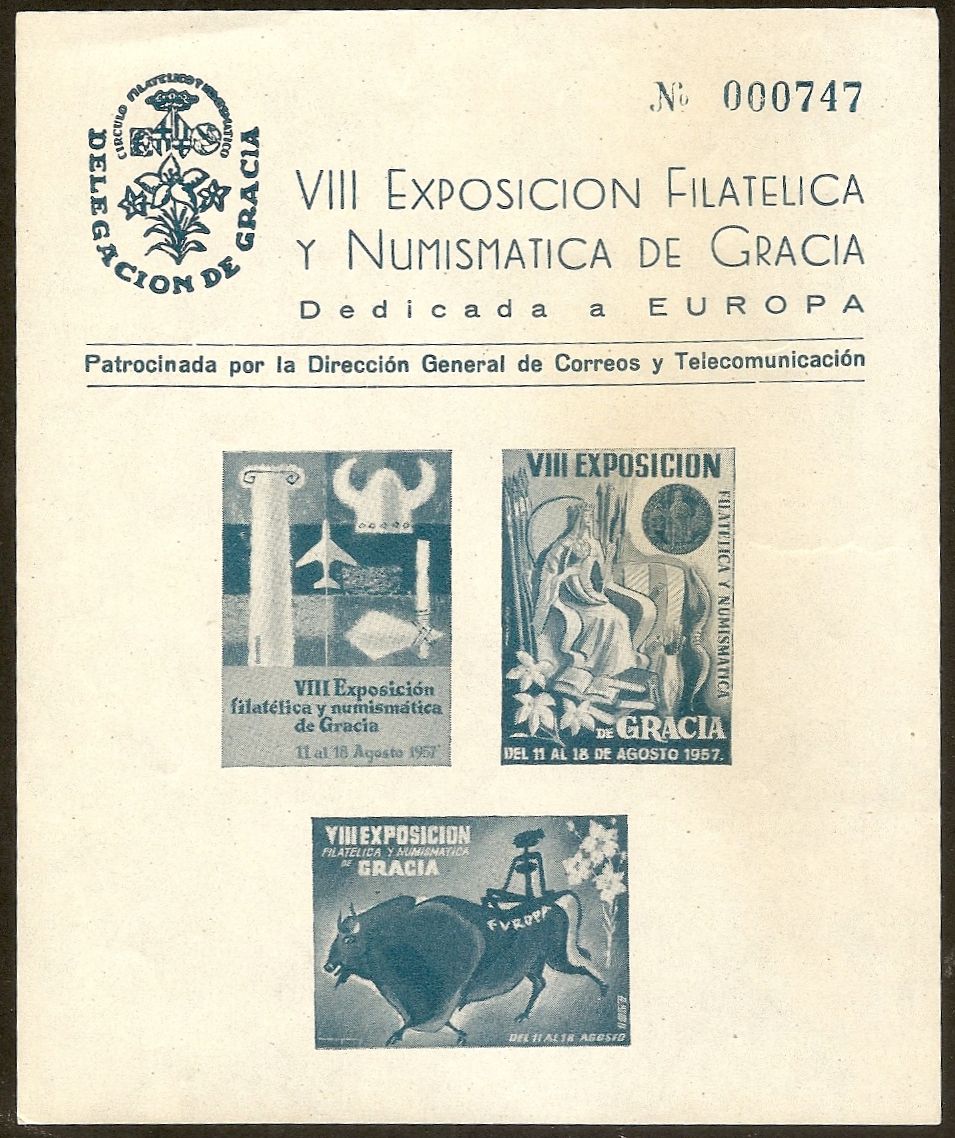 CIRCULO FILATELICO Y NUMISMATICO
DELEGACION DE GRACIA
Nº 000747
VIII EXPOSICION FILATELICA
Y NUMISMATICA DE GRACIA
Dedicada a EUROPA
Patrocinada por la Dirección General de Correos y Telecomunicación
VIII Exposición
filatélica y numismática
de Gracia
11 al 18 Agosto 1957
VIII EXPOSICION
FILATELICA Y NUMISMATICA
DE GRACIA
DEL 11 AL 18 DE AGOSTO 1957.
VIII EXPOSICION
FILATELICA Y NUMISMATICA
DE
GRACIA
EVROPA
DEL 11 AL 18 AGOSTO